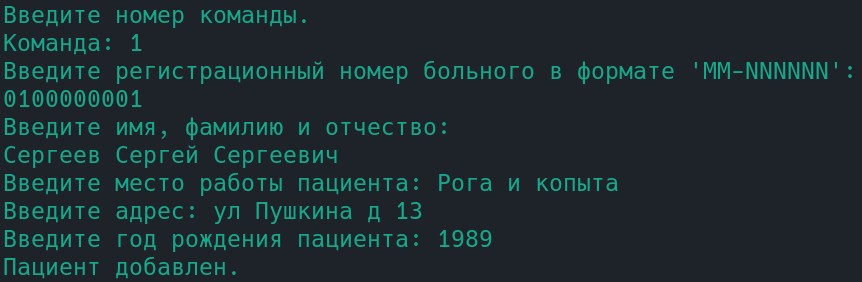 Введите номер команды.
Команда: 1
Введите регистрационный номер больного в формате 'MM-NNNNNN':
0100000001
Введите имя, фамилию и отчество:
Сергеев Сергей Сергеевич
Введите место работы пациента: Рога и копыта
Введите адрес: ул Пушкина д 13
Введите год рождения пациента: 1989
Пациент добавлен.